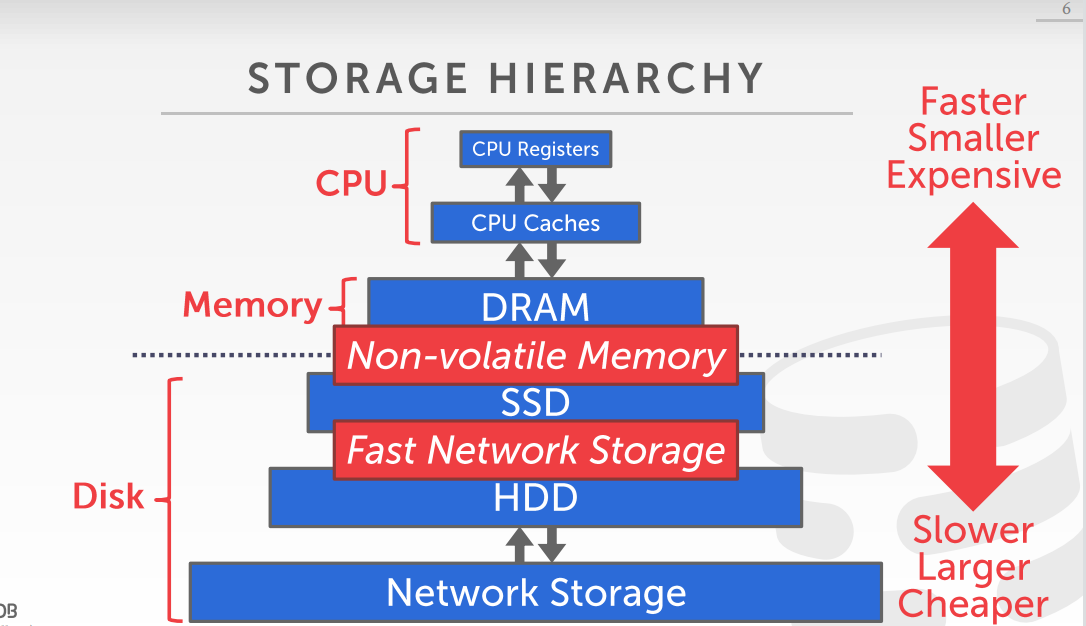 6
STORAGE HIERARCHY
Faster
Smaller
Expensive
CPU Registers
CPU
CPU Caches
Memory
DRAM
Non-volatile Memory
SSD
Fast Network Storage
Disk
HDD
Slower
Larger
Cheaper
Network Storage
DB